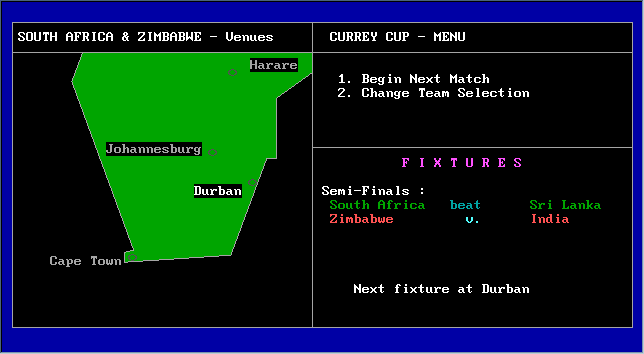 SOUTH AFRICA & ZIMBABWE - Venues
Harare
Johannesburg
Durban
Cape Town
CURREY CUP - MENU
1. Begin Next Match
2. Change Team Selection
F I X T U R E S
Semi-Finals :
South Africa beat Sri Lanka
Zimbabwe v. India
Next fixture at Durban